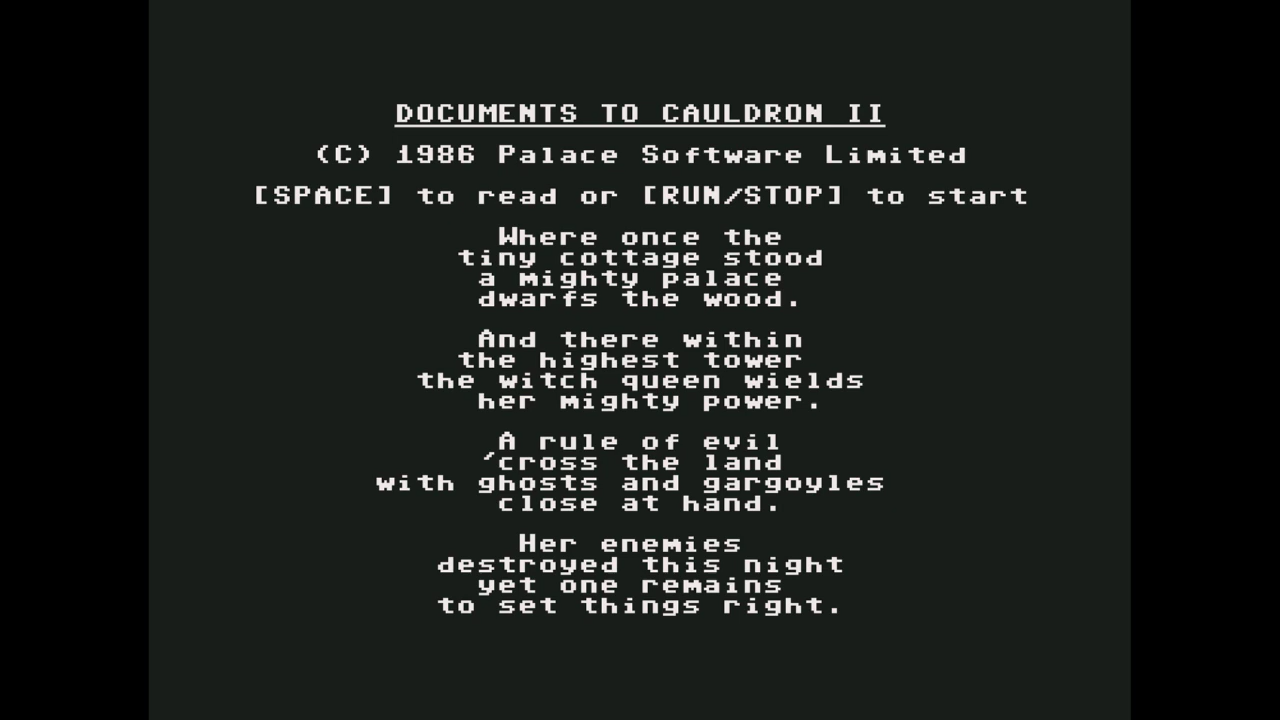 DOCUMENTS TO CAULDRON II
(C) 1986 Palace Software Limited
[SPACE] to read or [RUN/STOP] to start
Where once the
tiny cottage stood
a mighty palace
dwarfs the wood.
And there within
the highest tower
the witch queen wields
her mighty power.
A rule of evil
'cross the land
with ghosts and gargoyles
close at hand.
Her enemies
destroyed this night
yet one remains
to set things right.